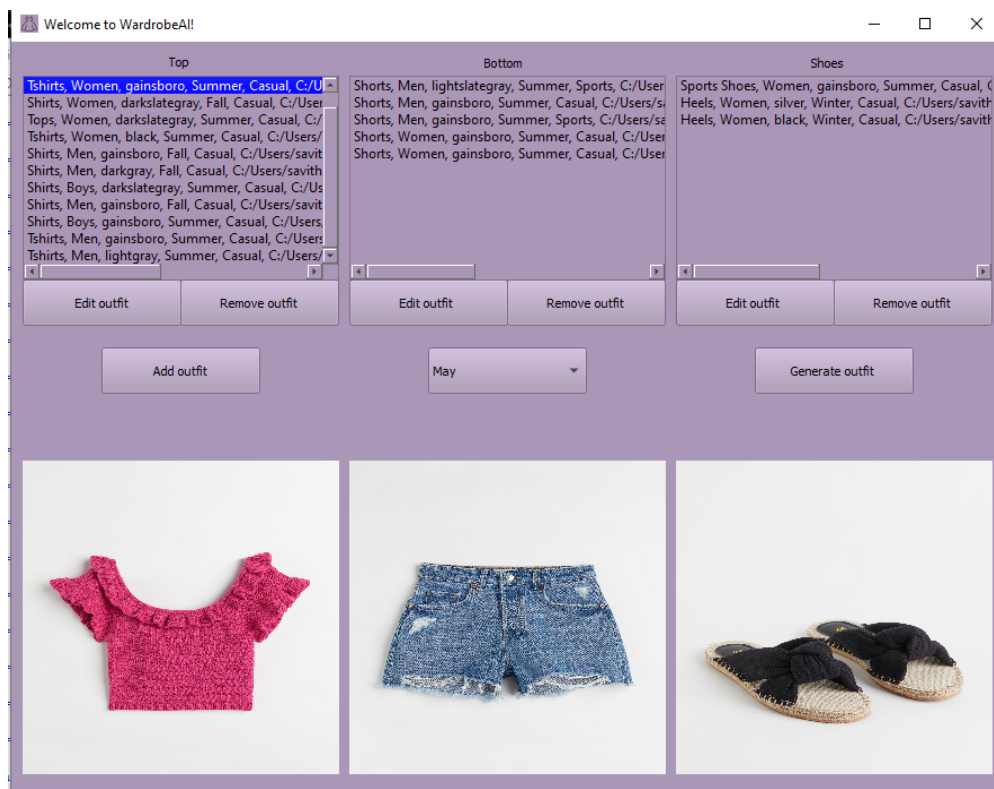 Welcome to WardrobeAI!
Top
Tshirts, Women, gainsboro, Summer, Casual, C:/U
Shirts, Women, darkslategray, Fall, Casual, C:/User
Tops, Women, darkslategray, Summer, Casual, C:/
Tshirts, Women, black, Summer, Casual, C:/Users/
Shirts, Men, gainsboro, Fall, Casual, C:/Users/savit
Shirts, Men, darkgray, Fall, Casual, C:/Users/savith
Shirts, Boys, darkslategray, Summer, Casual, C:/Us
Shirts, Men, gainsboro, Fall, Casual, C:/Users/savit
Shirts, Boys, gainsboro, Summer, Casual, C:/Users
Tshirts, Men, gainsboro, Summer, Casual, C:/Users
Tshirts, Men, lightgray, Summer, Casual, C:/Users/
Edit outfit
Remove outfit
Bottom
Shorts, Men, lightslategray, Summer, Sports, C:/User
Shorts, Men, gainsboro, Summer, Casual, C:/Users/sa
Shorts, Men, gainsboro, Summer, Sports, C:/Users/sa
Shorts, Women, gainsboro, Summer, Casual, C:/User
Shorts, Women, gainsboro, Summer, Casual, C:/User
Edit outfit
Remove outfit
Shoes
Sports Shoes, Women, gainsboro, Summer, Casual, C
Heels, Women, silver, Winter, Casual, C:/Users/savith
Heels, Women, black, Winter, Casual, C:/Users/savith
Edit outfit
Remove outfit
Add outfit
May
Generate outfit